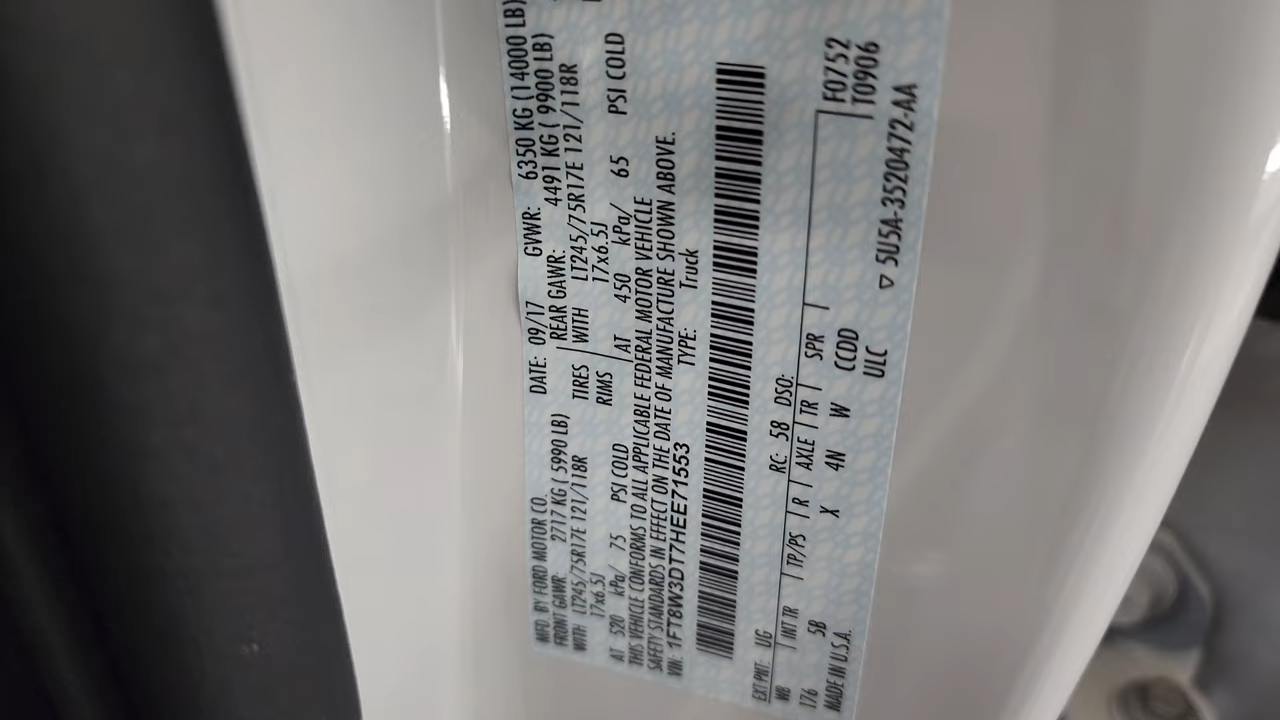 MFD. BY FORD MOTOR CO.
DATE: 09/17 GVWR: 6350 KG (14000 LB)
FRONT GAWR: 2717 KG ( 5990 LB) REAR GAWR: 4491 KG ( 9900 LB)
WITH LT245/75R17E 121/118R TIRES WITH LT245/75R17E 121/118R
17x6.5J RIMS 17x6.5J
AT 520 kPa/ 75 PSI COLD AT 450 kPa/ 65 PSI COLD
THIS VEHICLE CONFORMS TO ALL APPLICABLE FEDERAL MOTOR VEHICLE
SAFETY STANDARDS IN EFFECT ON THE DATE OF MANUFACTURE SHOWN ABOVE.
VIN: 1FT8W3DT7HEE71553 TYPE: Truck
EXT PNT: UG RC: 58 DSO: F0752
T0906
WB INT TR TP/PS R AXLE TR SPR
176 5B X 4N W CCDD
MADE IN U.S.A. ULC
▽ 5U5A-3520472-AA